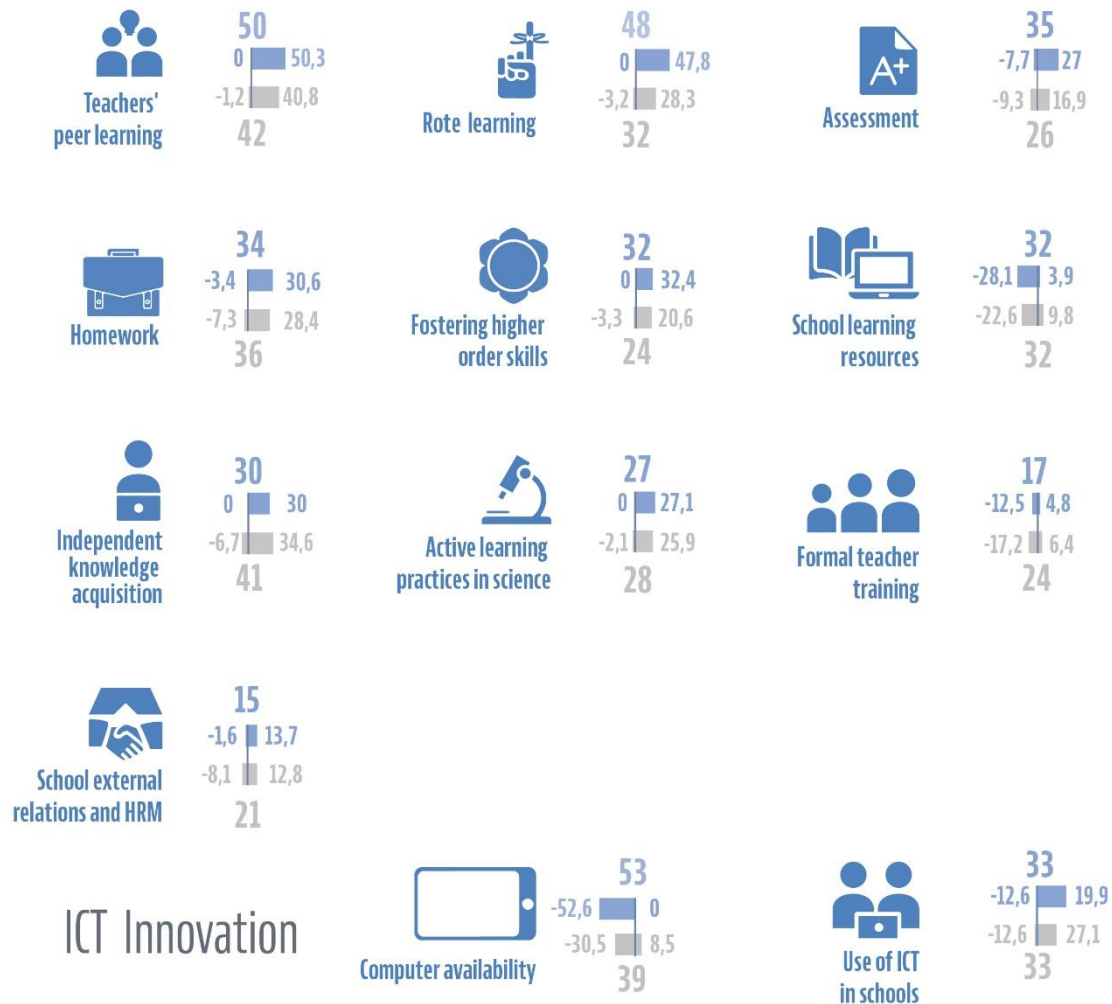 50
0 50,3
-1,2 40,8
42
Teachers'
peer learning
48
0 47,8
-3,2 28,3
32
Rote learning
A+
35
-7,7 27
-9,3 16,9
26
Assessment
34
-3,4 30,6
-7,3 28,4
36
Homework
32
0 32,4
-3,3 20,6
24
Fostering higher
order skills
32
-28,1 3,9
-22,6 9,8
32
School learning
resources
30
0 30
-6,7 34,6
41
Independent
knowledge
acquisition
27
0 27,1
-2,1 25,9
28
Active learning
practices in science
17
-12,5 4,8
-17,2 6,4
24
Formal teacher
training
15
-1,6 13,7
-8,1 12,8
21
School external
relations and HRM
ICT Innovation
53
-52,6 0
-30,5 8,5
39
Computer availability
33
-12,6 19,9
-12,6 27,1
33
Use of ICT
in schools